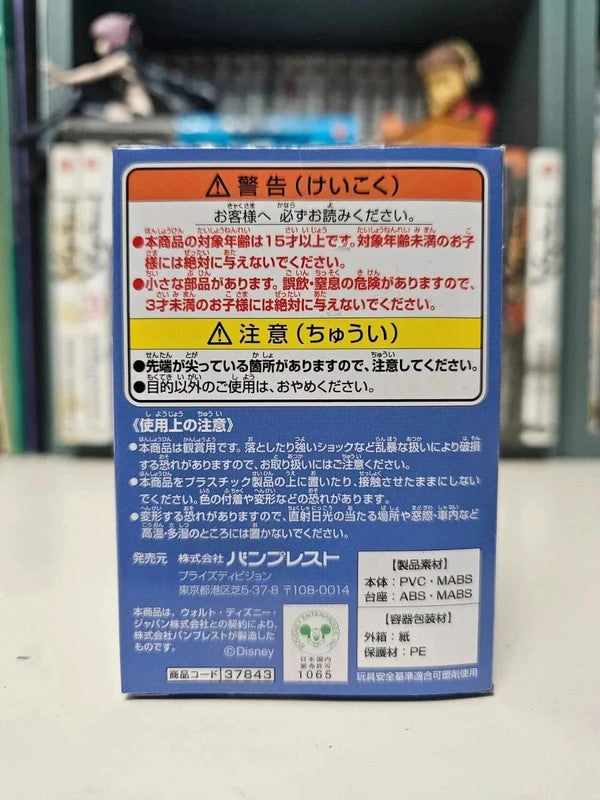 警告（けいこく）
お客様へ 必ずお読みください。
●本商品の対象年齢は15才以上です。対象年齢未満のお子
様には絶対に与えないでください。
●小さな部品があります。誤飲・窒息の危険がありますので、
3才未満のお子様には絶対に与えないでください。
注意（ちゅうい）
●先端が尖っている箇所がありますので、注意してください。
●目的以外のご使用は、おやめください。
《使用上の注意》
●本商品は観賞用です。落としたり強いショックなど乱暴な扱いにより破損
する恐れがありますので、お取り扱いにはご注意ください。
●本商品をプラスチック製品の上に置いたり、接触させたままにしない
でください。色の付着や変形などの恐れがあります。
●変形する恐れがありますので、直射日光の当たる場所や窓際・車内など
高温・多湿のところには置かないでください。
発売元 株式会社 バンプレスト
プライズディビジョン
東京都港区芝5-37-8 〒108-0014
本商品は、ウォルト・ディズニー・
ジャパン株式会社との契約により、
株式会社バンプレストが製造した
ものです。
©Disney
商品コード 37843
日本国内
販売許可
1065
【製品素材】
本体：PVC・MABS
台座：ABS・MABS
【容器包装材】
外箱：紙
保護材：PE
玩具安全基準適合可塑剤使用